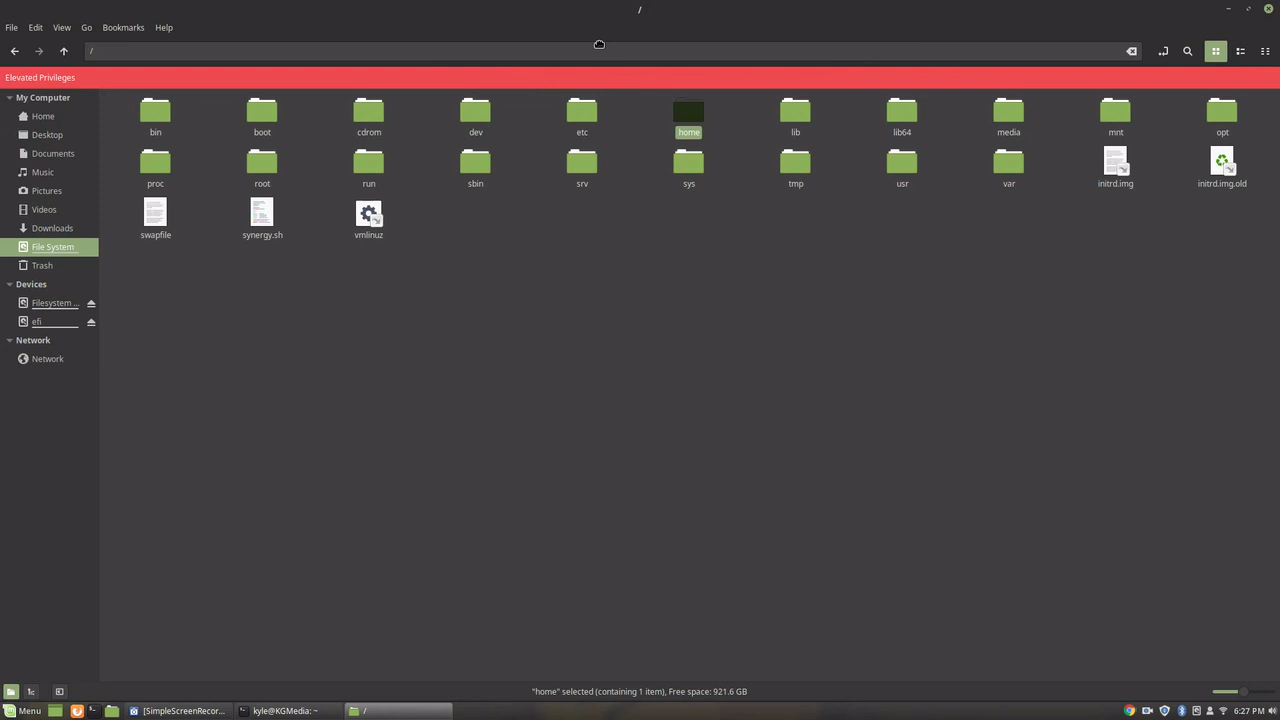 /
File Edit View Go Bookmarks Help
/
Elevated Privileges
My Computer
Home
Desktop
Documents
Music
Pictures
Videos
Downloads
File System
Trash
Devices
Filesystem ...
efi
Network
Network
bin boot cdrom dev etc home lib lib64 media mnt opt
proc root run sbin srv sys tmp usr var initrd.img initrd.img.old
swapfile synergy.sh vmlinuz
"home" selected (containing 1 item), Free space: 921.6 GB
Menu [SimpleScreenRecor... kyle@KGMedia: ~ / 6:27 PM